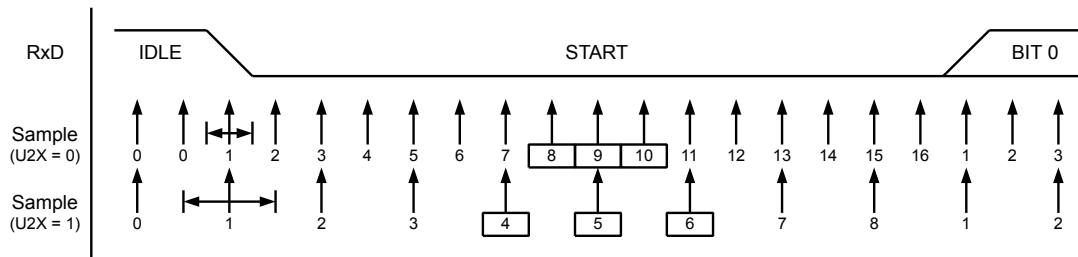 RxD IDLE START BIT 0
Sample
(U2X = 0) 0 0 1 2 3 4 5 6 7 8 9 10 11 12 13 14 15 16 1 2 3
Sample
(U2X = 1) 0 1 2 3 4 5 6 7 8 1 2